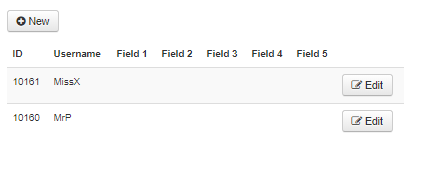 New
ID Username Field 1 Field 2 Field 3 Field 4 Field 5
10161 MissX Edit
10160 MrP Edit